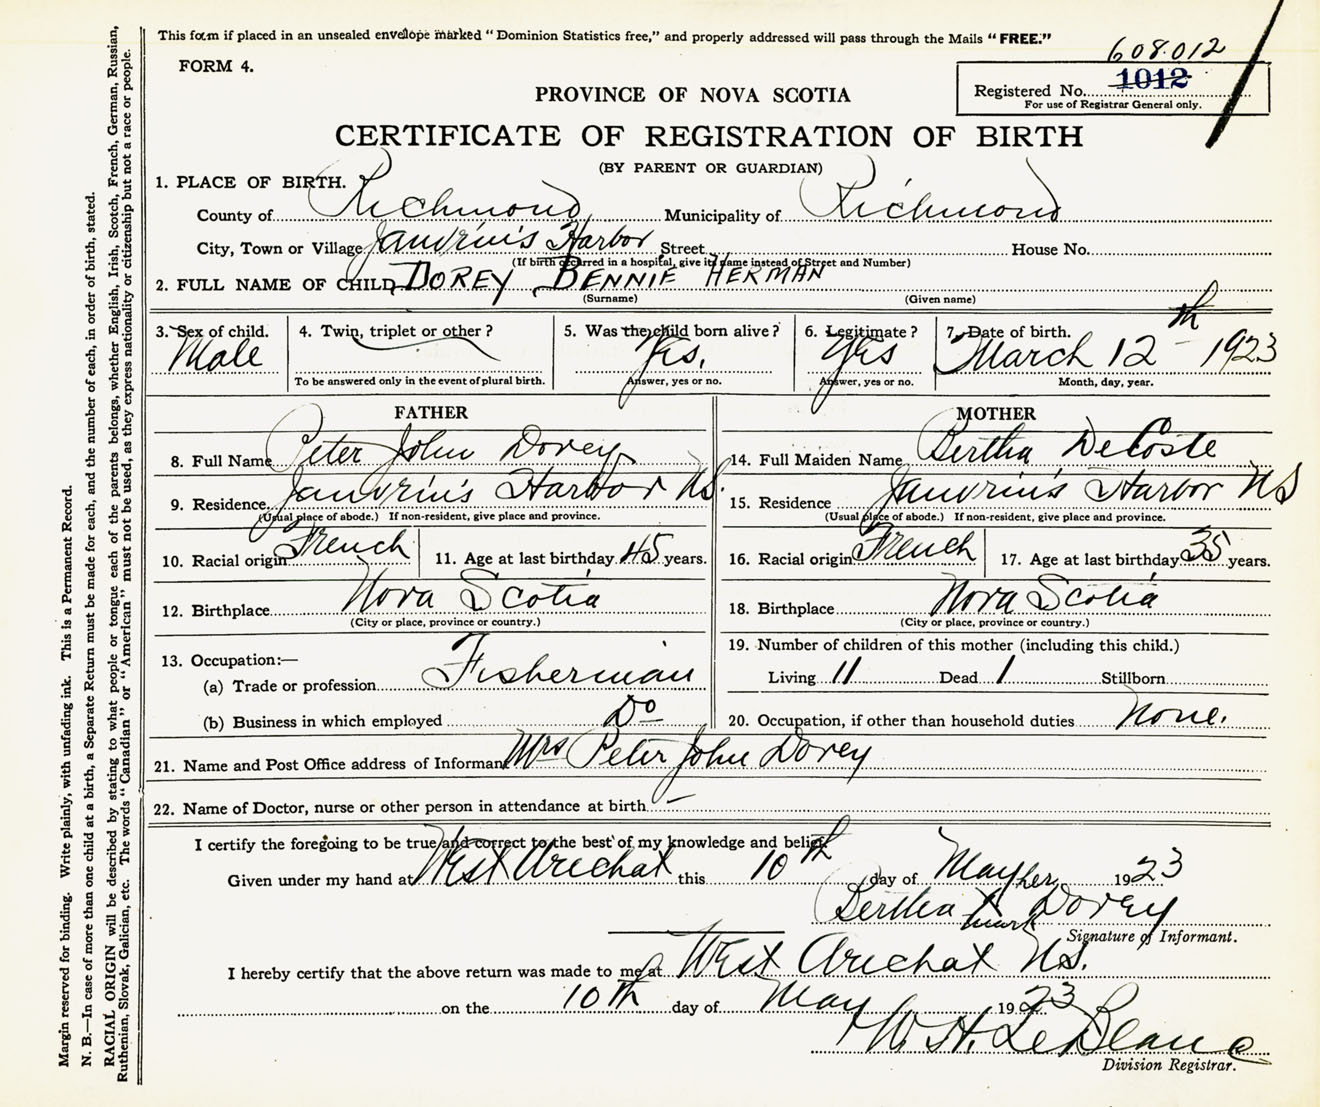 This form if placed in an unsealed envelope marked “Dominion Statistics free,” and properly addressed will pass through the Mails “FREE.”
608012
FORM 4.
Registered No. 1012
For use of Registrar General only.
PROVINCE OF NOVA SCOTIA
CERTIFICATE OF REGISTRATION OF BIRTH
(BY PARENT OR GUARDIAN)
1. PLACE OF BIRTH.
County of Richmond Municipality of Richmond
City, Town or Village Janvrin's Harbor Street House No.
(If birth occurred in a hospital, give its name instead of Street and Number)
2. FULL NAME OF CHILD DOREY BENNIE HERMAN
(Surname) (Given name)
3. Sex of child. 4. Twin, triplet or other? 5. Was the child born alive? 6. Legitimate? 7. Date of birth.
Male Yes. Yes March 12th 1923
To be answered only in the event of plural birth. Answer, yes or no. Answer, yes or no. Month, day, year.
FATHER MOTHER
8. Full Name Peter John Dorey 14. Full Maiden Name Bertha DeCoste
9. Residence Janvrin's Harbor N.S. 15. Residence Janvrin's Harbor NS
(Usual place of abode.) If non-resident, give place and province. (Usual place of abode.) If non-resident, give place and province.
10. Racial origin French 11. Age at last birthday 45 years. 16. Racial origin French 17. Age at last birthday 35 years.
12. Birthplace Nova Scotia 18. Birthplace Nova Scotia
(City or place, province or country.) (City or place, province or country.)
13. Occupation:— 19. Number of children of this mother (including this child.)
(a) Trade or profession Fisherman Living 11 Dead 1 Stillborn
(b) Business in which employed Do 20. Occupation, if other than household duties None.
21. Name and Post Office address of Informant Mrs Peter John Dorey
22. Name of Doctor, nurse or other person in attendance at birth –
I certify the foregoing to be true and correct to the best of my knowledge and belief.
Given under my hand at West Arichat this 10th day of May 1923
her
Bertha X Dorey
mark
Signature of Informant.
I hereby certify that the above return was made to me at West Arichat N.S.
on the 10th day of May 1923
W. H. LeBlanc
Division Registrar.
Margin reserved for binding. Write plainly, with unfading ink. This is a Permanent Record.
N. B.—In case of more than one child at a birth, a Separate Return must be made for each, and the number of each, in order of birth, stated.
RACIAL ORIGIN will be described by stating to what people or tongue each of the parents belongs, whether English, Irish, Scotch, French, German, Russian,
Ruthenian, Slovak, Galician, etc. The words “Canadian” or “American” must not be used, as they express nationality or citizenship but not a race or people.